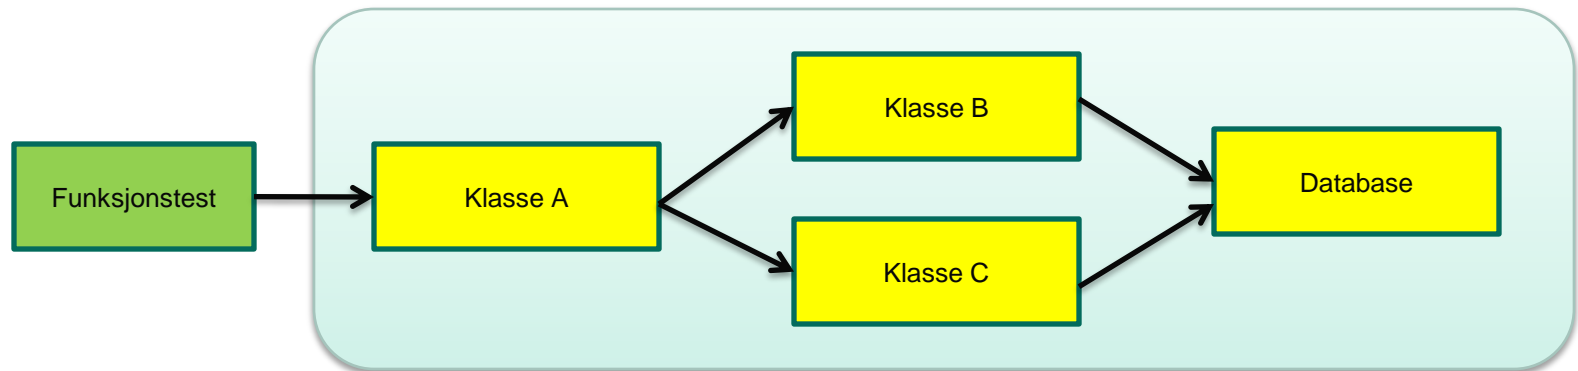 Funksjonstest
Klasse A
Klasse B
Klasse C
Database